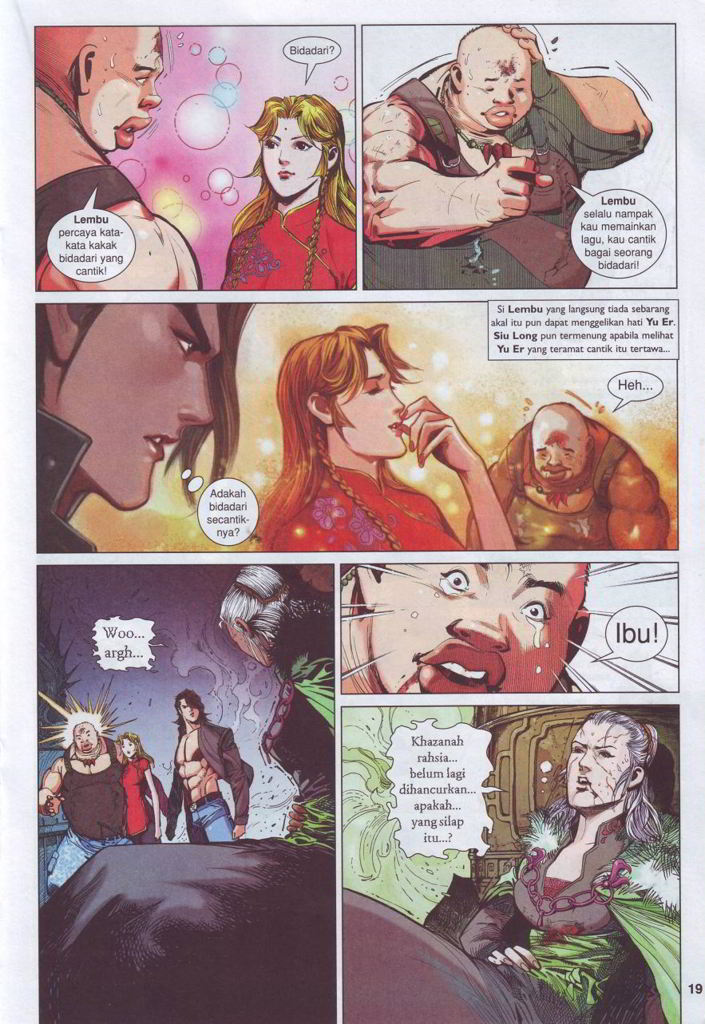 Bidadari?
Lembu
percaya kata-
kata kakak
bidadari yang
cantik!
Lembu
selalu nampak
kau memainkan
lagu, kau cantik
bagai seorang
bidadari!
Si Lembu yang langsung tiada sebarang
akal itu pun dapat menggelikan hati Yu Er.
Siu Long pun termenung apabila melihat
Yu Er yang teramat cantik itu tertawa...
Heh...
Adakah
bidadari
secantik-
nya?
Woo...
argh...
Ibu!
Khazanah
rahsia...
belum lagi
dihancurkan...
apakah...
yang silap
itu...?
19